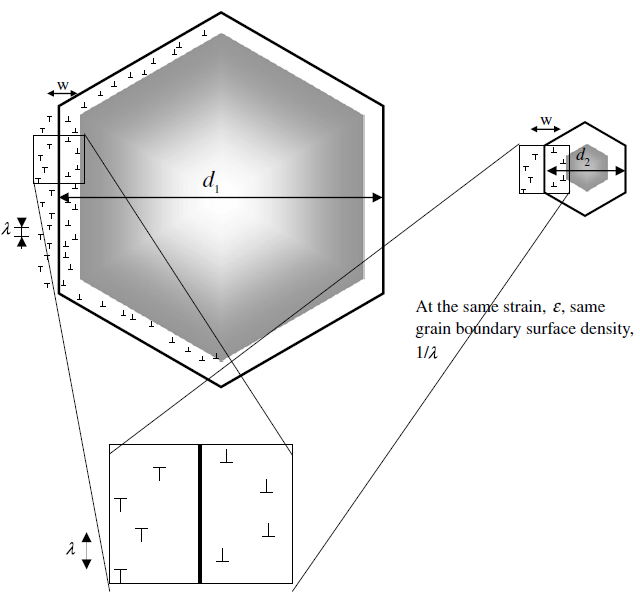 w
w
d₂
d₁
λ
At the same strain, ε, same
grain boundary surface density,
1/λ
λ